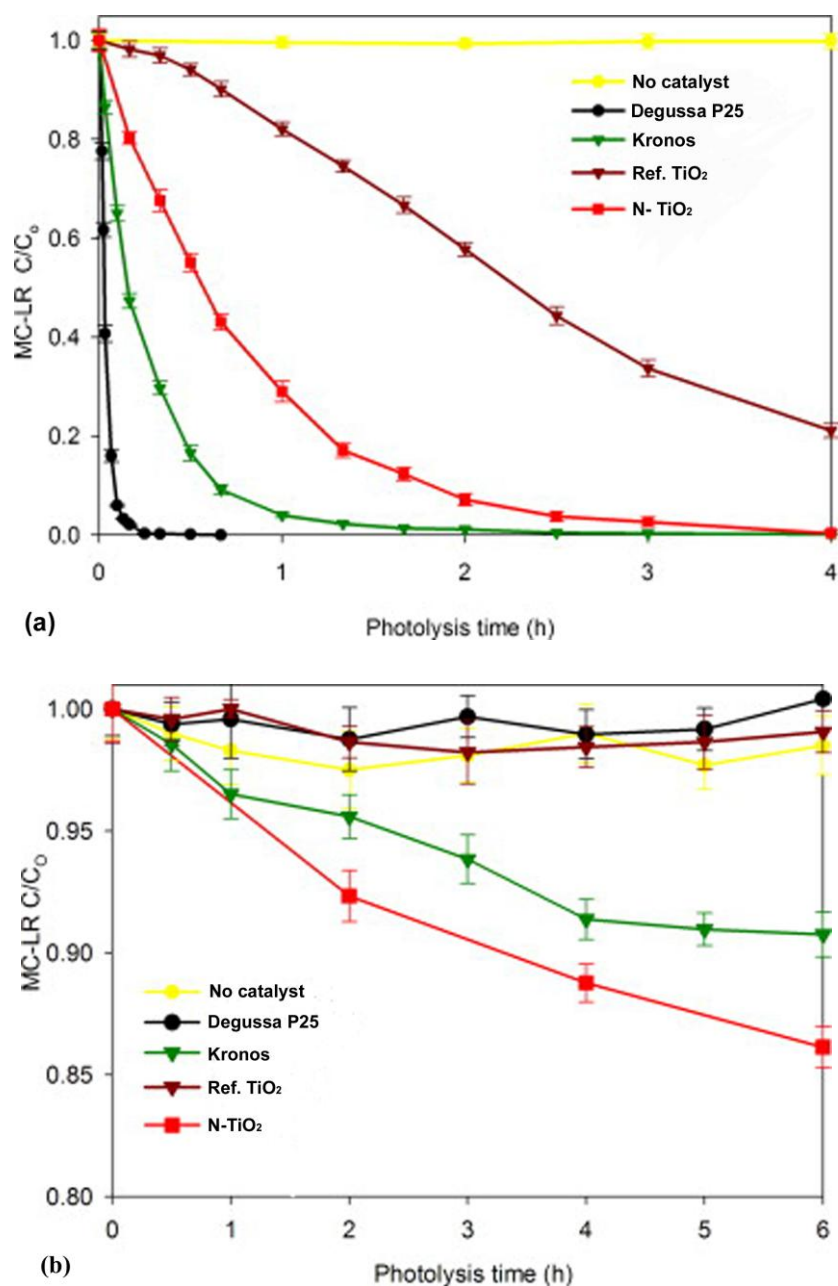 1.0
0.8
0.6
0.4
0.2
0.0
MC-LR C/Co
No catalyst
Degussa P25
Kronos
Ref. TiO₂
N- TiO₂
0 1 2 3 4
(a)
Photolysis time (h)
1.00
0.95
0.90
0.85
0.80
MC-LR C/CO
No catalyst
Degussa P25
Kronos
Ref. TiO₂
N-TiO₂
0 1 2 3 4 5 6
(b)
Photolysis time (h)